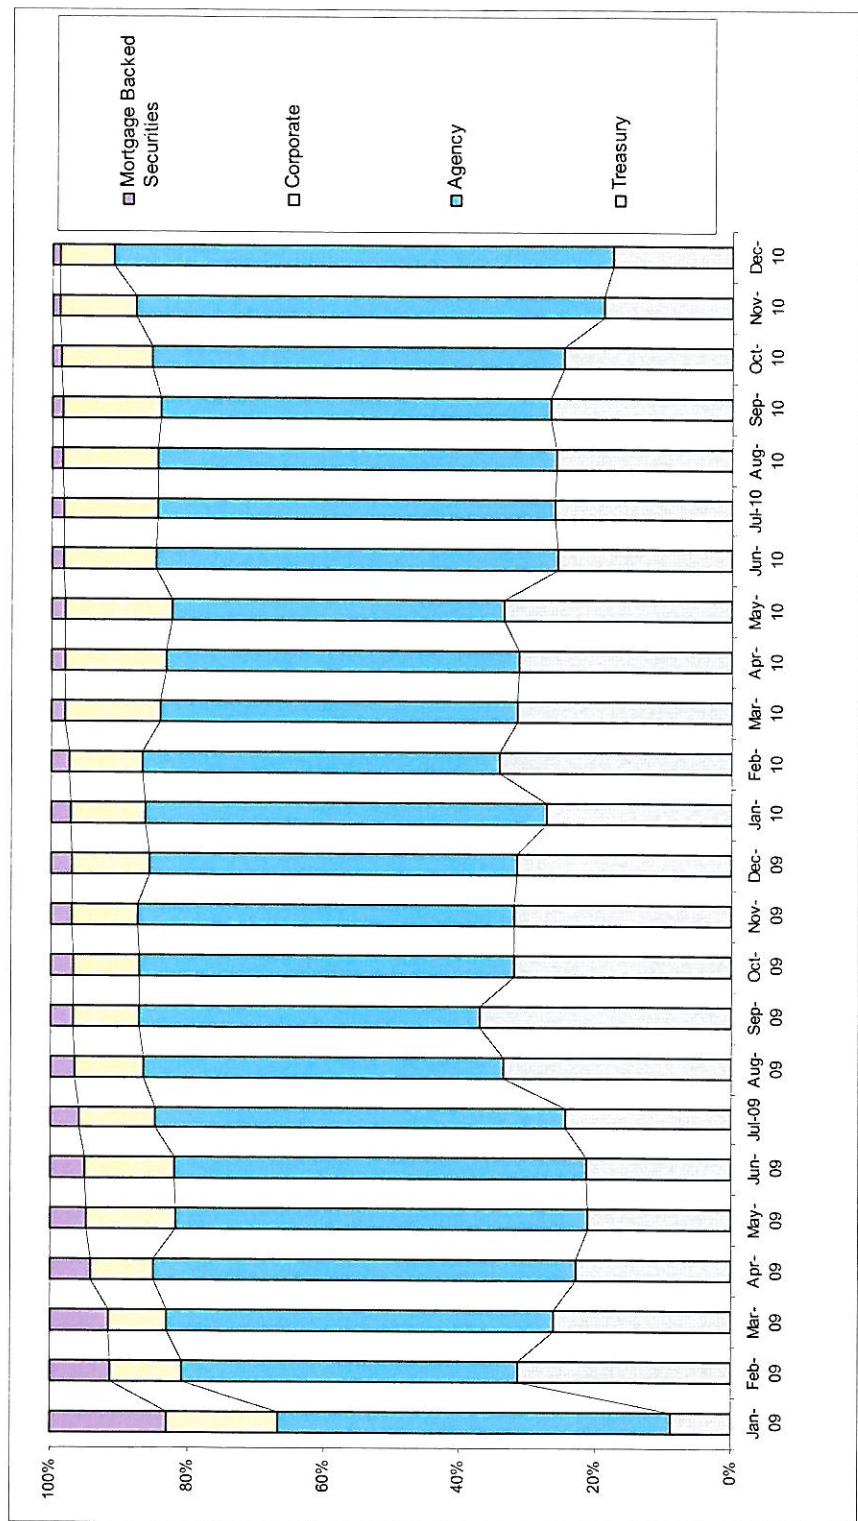 Mortgage Backed
Securities
Corporate
Agency
Treasury
100%
80%
60%
40%
20%
0%
Jan-
09
Feb-
09
Mar-
09
Apr-
09
May-
09
Jun-
09
Jul-09
Aug-
09
Sep-
09
Oct-
09
Nov-
09
Dec-
09
Jan-
10
Feb-
10
Mar-
10
Apr-
10
May-
10
Jun-
10
Jul-10
Aug-
10
Sep-
10
Oct-
10
Nov-
10
Dec-
10